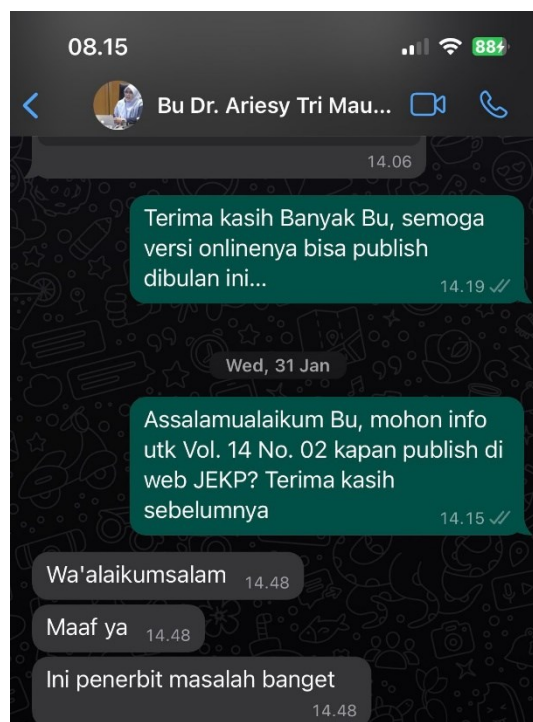 08.15
88
Bu Dr. Ariesy Tri Mau...
14.06
Terima kasih Banyak Bu, semoga
versi onlinenya bisa publish
dibulan ini...
14.19
Wed, 31 Jan
Assalamualaikum Bu, mohon info
utk Vol. 14 No. 02 kapan publish di
web JEKP? Terima kasih
sebelumnya
14.15
Wa'alaikumsalam 14.48
Maaf ya 14.48
Ini penerbit masalah banget
14.48